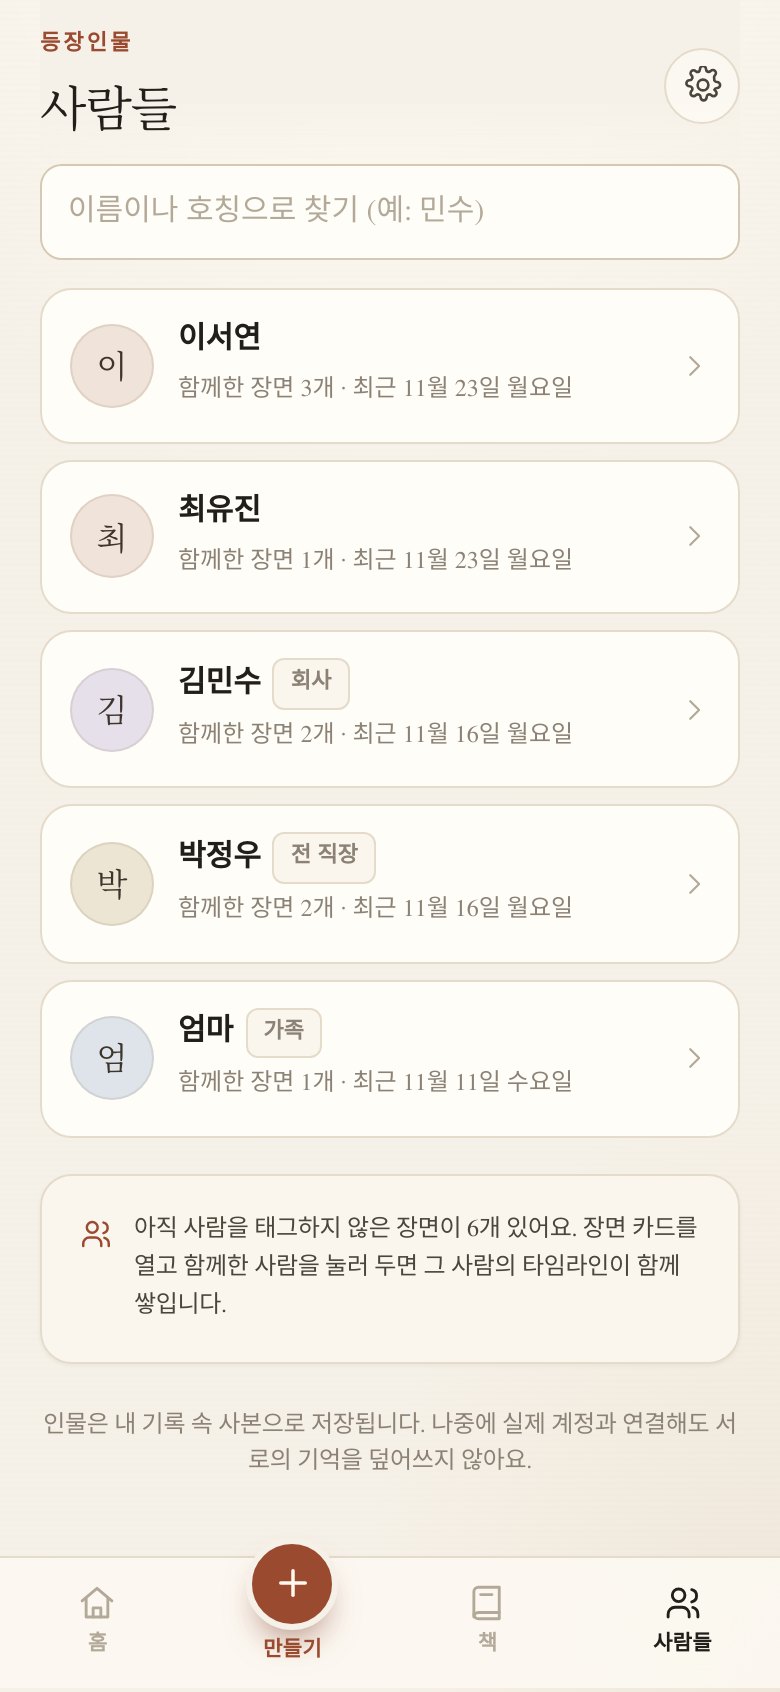 등장인물
사람들
이름이나 호칭으로 찾기 (예: 민수)
이
이서연
함께한 장면 3개 · 최근 11월 23일 월요일
최
최유진
함께한 장면 1개 · 최근 11월 23일 월요일
김
김민수 회사
함께한 장면 2개 · 최근 11월 16일 월요일
박
박정우 전 직장
함께한 장면 2개 · 최근 11월 16일 월요일
엄
엄마 가족
함께한 장면 1개 · 최근 11월 11일 수요일
아직 사람을 태그하지 않은 장면이 6개 있어요. 장면 카드를
열고 함께한 사람을 눌러 두면 그 사람의 타임라인이 함께
쌓입니다.
인물은 내 기록 속 사본으로 저장됩니다. 나중에 실제 계정과 연결해도 서
로의 기억을 덮어쓰지 않아요.
홈
만들기
책
사람들